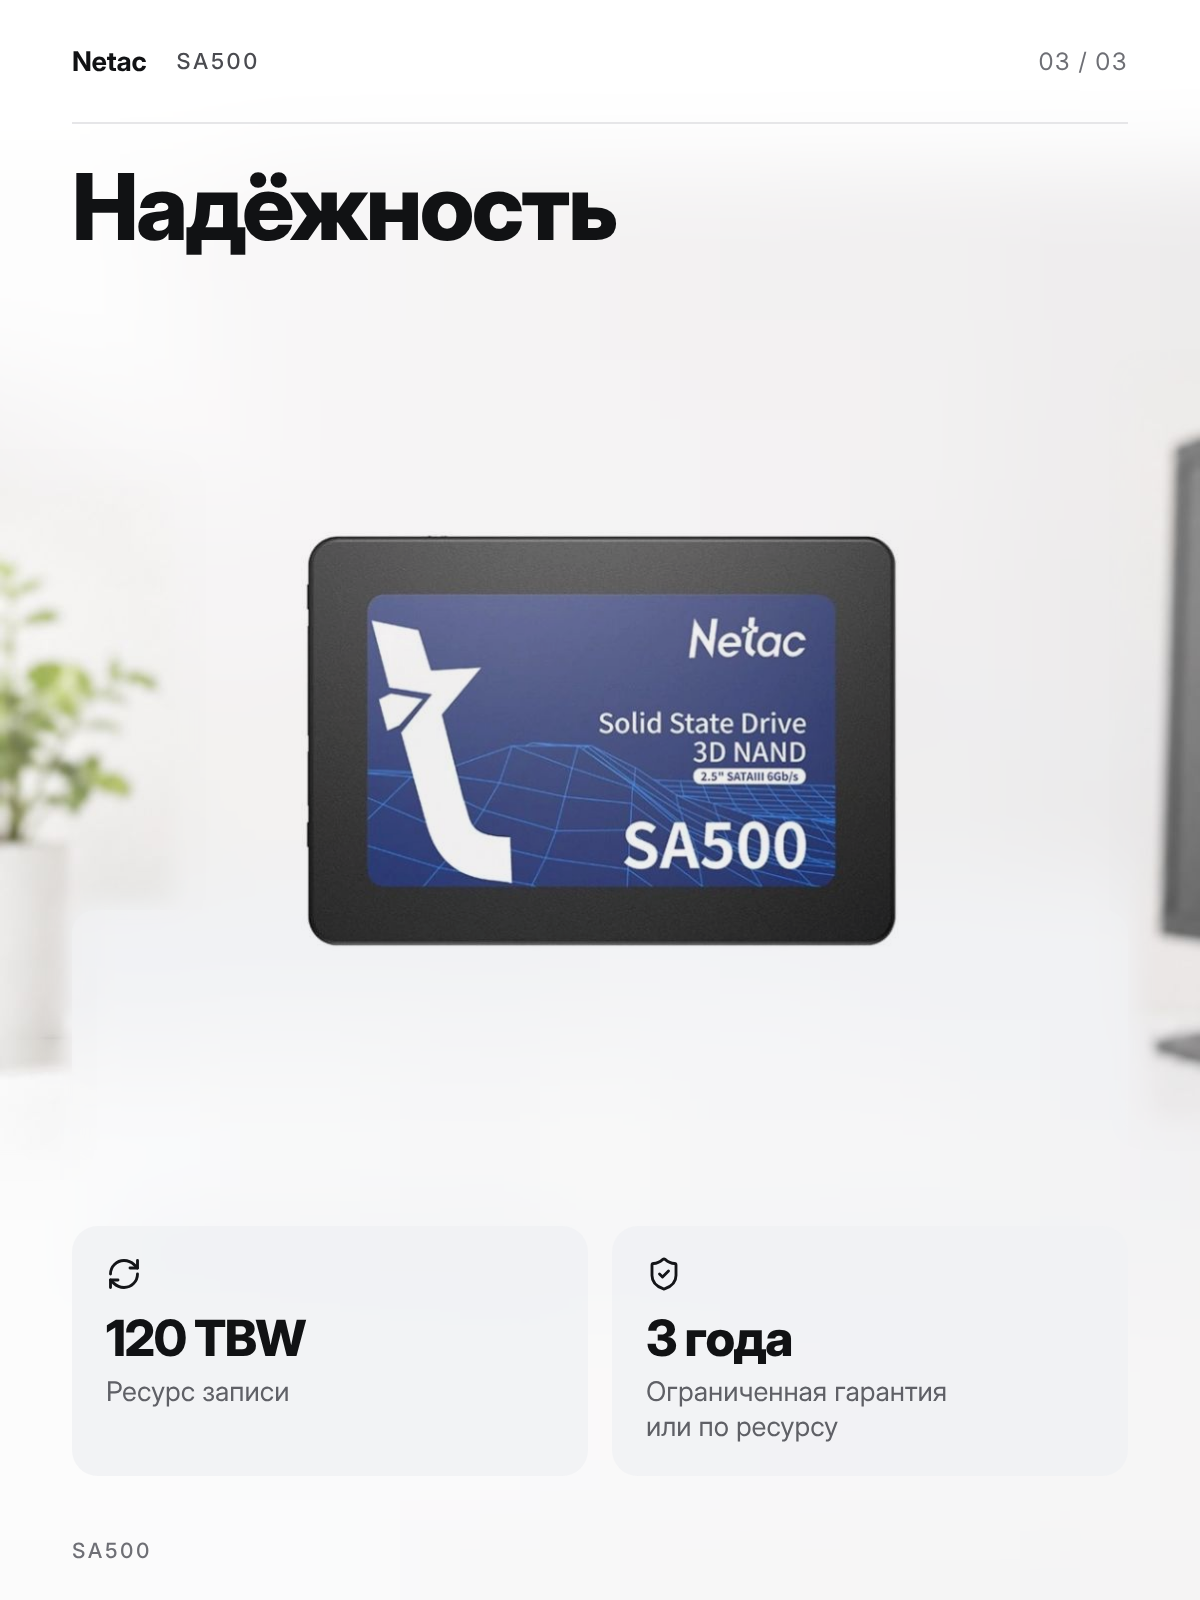 Netac SA500 03 / 03
Надёжность
Netac
Solid State Drive
3D NAND
2.5" SATAIII 6Gb/s
SA500
120 TBW
Ресурс записи
3 года
Ограниченная гарантия
или по ресурсу
SA500